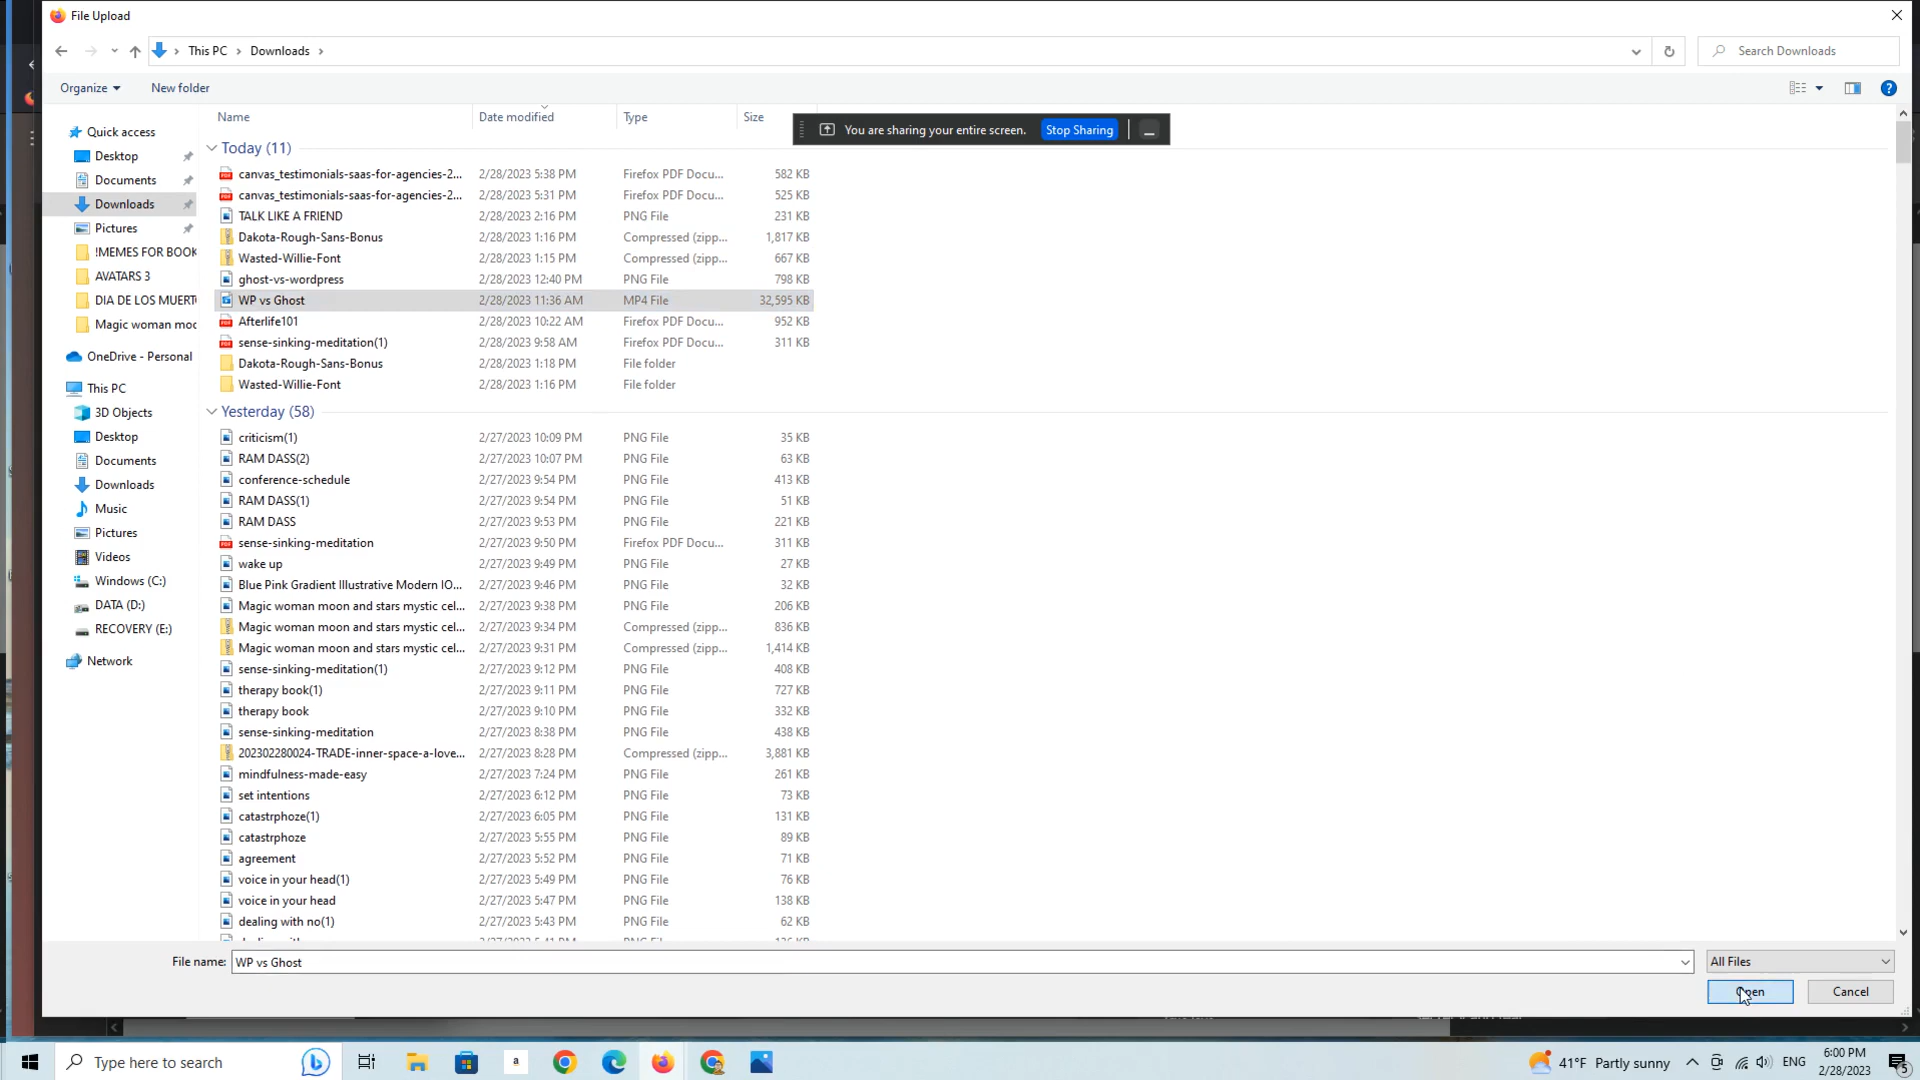 File Upload
This PC > Downloads >
Search Downloads
Organize
New folder
Name
Date modified
Type
Size
You are sharing your entire screen.
Stop Sharing
Quick access
Desktop
Documents
Downloads
Pictures
!MEMES FOR BOOK
AVATARS 3
DIA DE LOS MUERT
Magic woman moo
OneDrive - Personal
This PC
3D Objects
Desktop
Documents
Downloads
Music
Pictures
Videos
Windows (C:)
DATA (D:)
RECOVERY (E:)
Network
Today (11)
canvas_testimonials-saas-for-agencies-2... 2/28/2023 5:38 PM Firefox PDF Docu... 582 KB
canvas_testimonials-saas-for-agencies-2... 2/28/2023 5:31 PM Firefox PDF Docu... 525 KB
TALK LIKE A FRIEND 2/28/2023 2:16 PM PNG File 231 KB
Dakota-Rough-Sans-Bonus 2/28/2023 1:16 PM Compressed (zipp... 1,817 KB
Wasted-Willie-Font 2/28/2023 1:15 PM Compressed (zipp... 667 KB
ghost-vs-wordpress 2/28/2023 12:40 PM PNG File 798 KB
WP vs Ghost 2/28/2023 11:36 AM MP4 File 32,595 KB
Afterlife101 2/28/2023 10:22 AM Firefox PDF Docu... 952 KB
sense-sinking-meditation(1) 2/28/2023 9:58 AM Firefox PDF Docu... 311 KB
Dakota-Rough-Sans-Bonus 2/28/2023 1:18 PM File folder
Wasted-Willie-Font 2/28/2023 1:16 PM File folder
Yesterday (58)
criticism(1) 2/27/2023 10:09 PM PNG File 35 KB
RAM DASS(2) 2/27/2023 10:07 PM PNG File 63 KB
conference-schedule 2/27/2023 9:54 PM PNG File 413 KB
RAM DASS(1) 2/27/2023 9:54 PM PNG File 51 KB
RAM DASS 2/27/2023 9:53 PM PNG File 221 KB
sense-sinking-meditation 2/27/2023 9:50 PM Firefox PDF Docu... 311 KB
wake up 2/27/2023 9:49 PM PNG File 27 KB
Blue Pink Gradient Illustrative Modern IO... 2/27/2023 9:46 PM PNG File 32 KB
Magic woman moon and stars mystic cel... 2/27/2023 9:38 PM PNG File 206 KB
Magic woman moon and stars mystic cel... 2/27/2023 9:34 PM Compressed (zipp... 836 KB
Magic woman moon and stars mystic cel... 2/27/2023 9:31 PM Compressed (zipp... 1,414 KB
sense-sinking-meditation(1) 2/27/2023 9:12 PM PNG File 408 KB
therapy book(1) 2/27/2023 9:11 PM PNG File 727 KB
therapy book 2/27/2023 9:10 PM PNG File 332 KB
sense-sinking-meditation 2/27/2023 8:38 PM PNG File 438 KB
202302280024-TRADE-inner-space-a-love... 2/27/2023 8:28 PM Compressed (zipp... 3,881 KB
mindfulness-made-easy 2/27/2023 7:24 PM PNG File 261 KB
set intentions 2/27/2023 6:12 PM PNG File 73 KB
catastrphoze(1) 2/27/2023 6:05 PM PNG File 131 KB
catastrphoze 2/27/2023 5:55 PM PNG File 89 KB
agreement 2/27/2023 5:52 PM PNG File 71 KB
voice in your head(1) 2/27/2023 5:49 PM PNG File 76 KB
voice in your head 2/27/2023 5:47 PM PNG File 138 KB
dealing with no(1) 2/27/2023 5:43 PM PNG File 62 KB
File name: WP vs Ghost
All Files
Open
Cancel
Type here to search
a
41°F Partly sunny
ENG
6:00 PM
2/28/2023
5